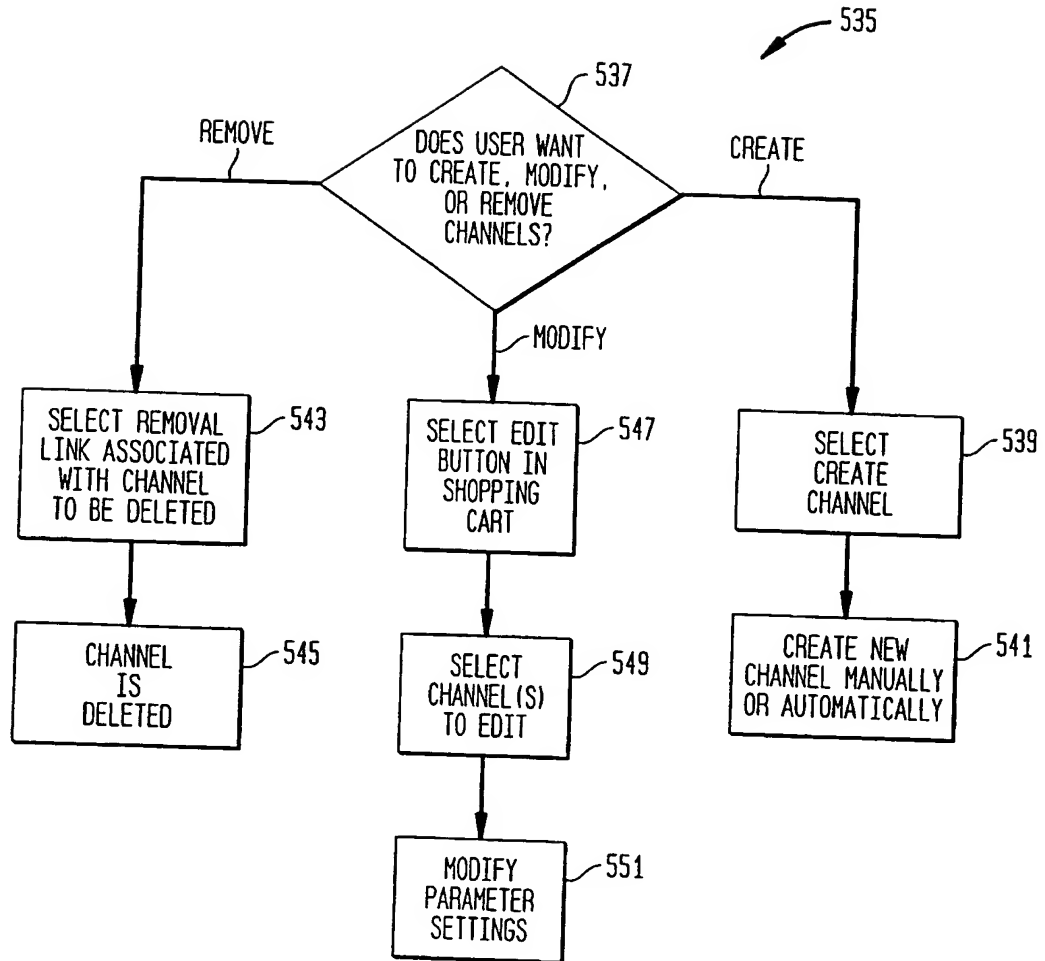 535
537
DOES USER WANT
TO CREATE, MODIFY,
OR REMOVE
CHANNELS?
REMOVE
CREATE
MODIFY
SELECT REMOVAL
LINK ASSOCIATED
WITH CHANNEL
TO BE DELETED
543
SELECT EDIT
BUTTON IN
SHOPPING
CART
547
SELECT
CREATE
CHANNEL
539
CHANNEL
IS
DELETED
545
SELECT
CHANNEL(S)
TO EDIT
549
CREATE NEW
CHANNEL MANUALLY
OR AUTOMATICALLY
541
MODIFY
PARAMETER
SETTINGS
551